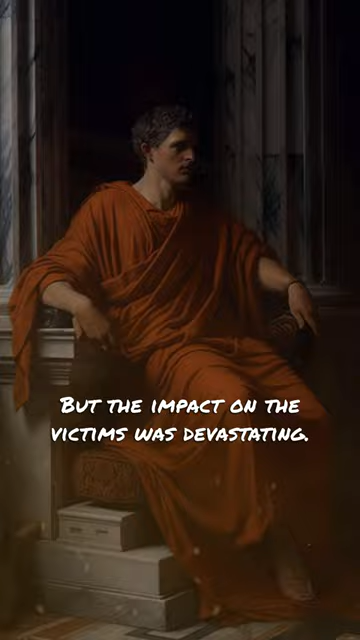 But the impact on the
victims was devastating.